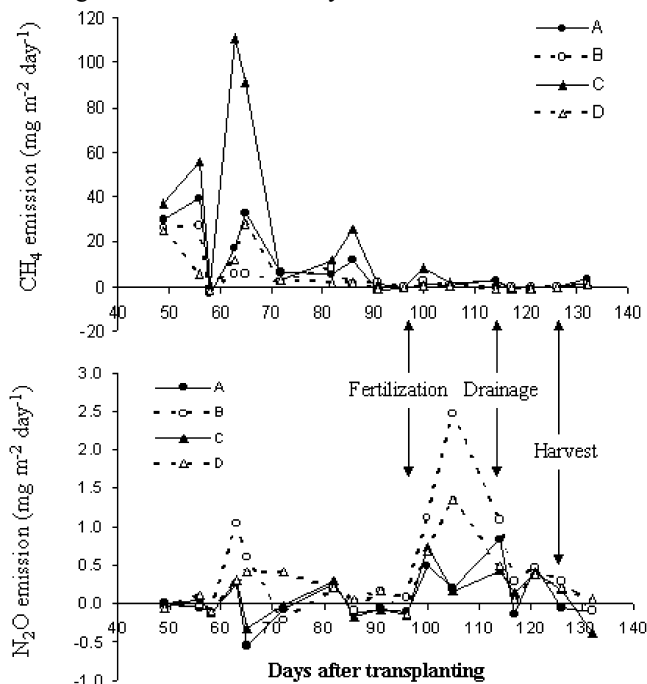 CH₄ emission (mg m⁻² day⁻¹)
120
100
80
60
40
20
0
-20
40 50 60 70 80 90 100 110 120 130 140
A
B
C
D
Fertilization Drainage
Harvest
N₂O emission (mg m⁻² day⁻¹)
3.0
2.5
2.0
1.5
1.0
0.5
0.0
-0.5
-1.0
A
B
C
D
40 50 60 70 80 90 100 110 120 130 140
Days after transplanting